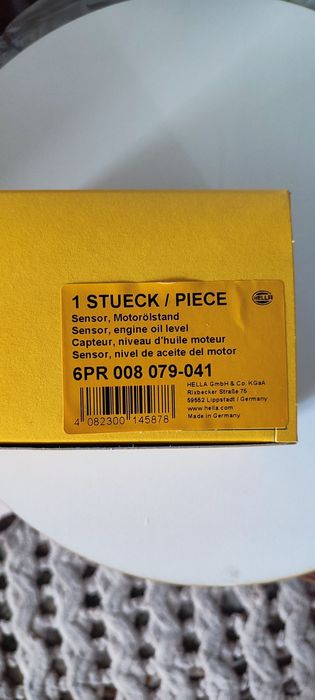 1 STUECK / PIECE
HELLA
Sensor, Motorölstand
Sensor, engine oil level
Capteur, niveau d'huile moteur
Sensor, nivel de aceite del motor
6PR 008 079-041
HELLA GmbH & Co. KGaA
Rixbecker Straße 75
59552 Lippstadt / Germany
www.hella.com
Made in Germany
4 082300 145878